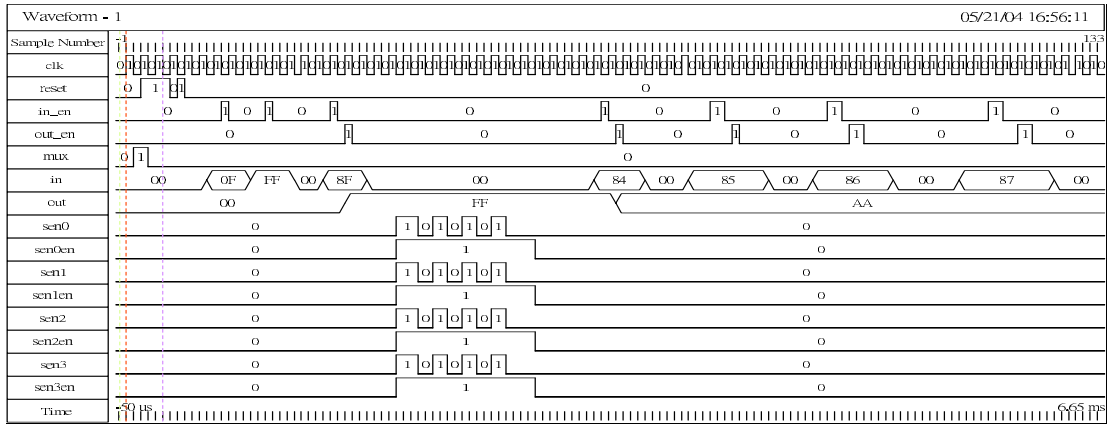 Waveform - 1 05/21/04 16:56:11
Sample Number -1 133
clk
reset 0 1 0 1 0
in_en 0 1 0 1 0 1 0 1 0 1 0 1 0 1 0
out_en 0 1 0 1 0 1 0 1 0 1 0
mux 0 1 0
in 00 0F FF 00 8F 00 84 00 85 00 86 00 87 00
out 00 FF AA
sen0 0 1 0 1 0 1 0 1 0
sen0en 0 1 0
sen1 0 1 0 1 0 1 0 1 0
sen1en 0 1 0
sen2 0 1 0 1 0 1 0 1 0
sen2en 0 1 0
sen3 0 1 0 1 0 1 0 1 0
sen3en 0 1 0
Time -50 us 6.65 ms